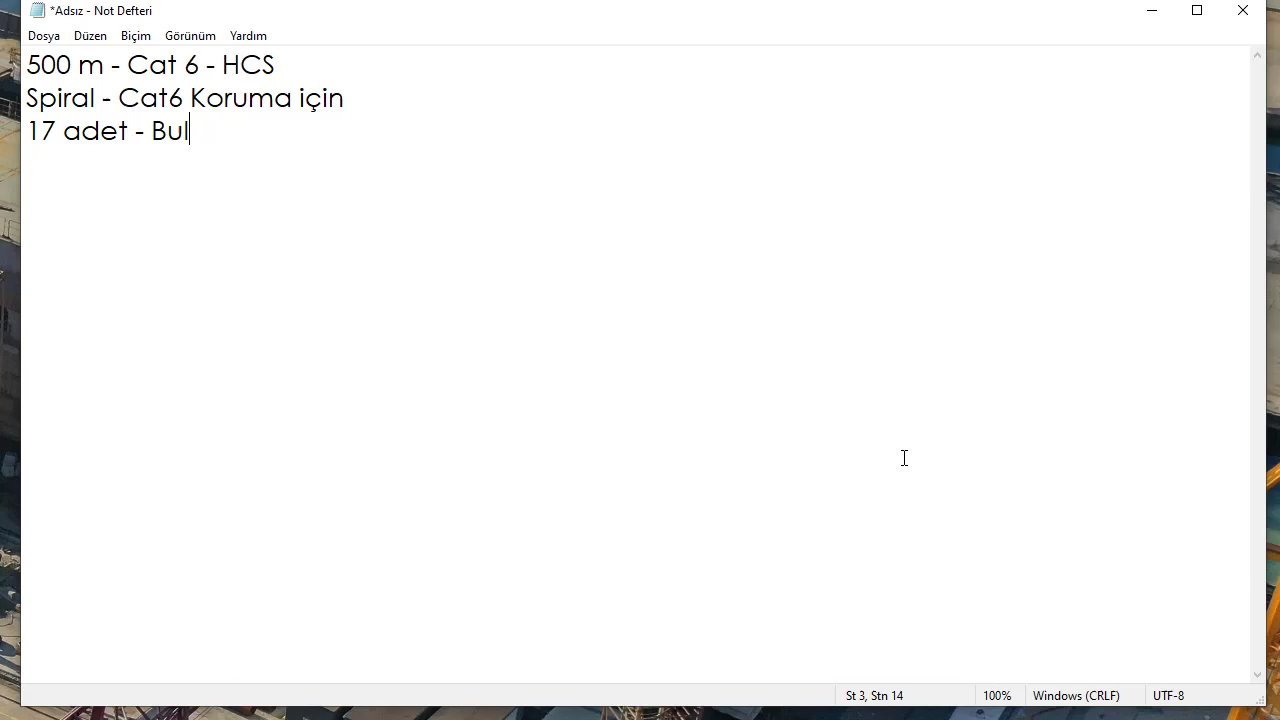 *Adsız - Not Defteri
Dosya Düzen Biçim Görünüm Yardım
500 m - Cat 6 - HCS
Spiral - Cat6 Koruma için
17 adet - Bul
St 3, Stn 14 100% Windows (CRLF) UTF-8